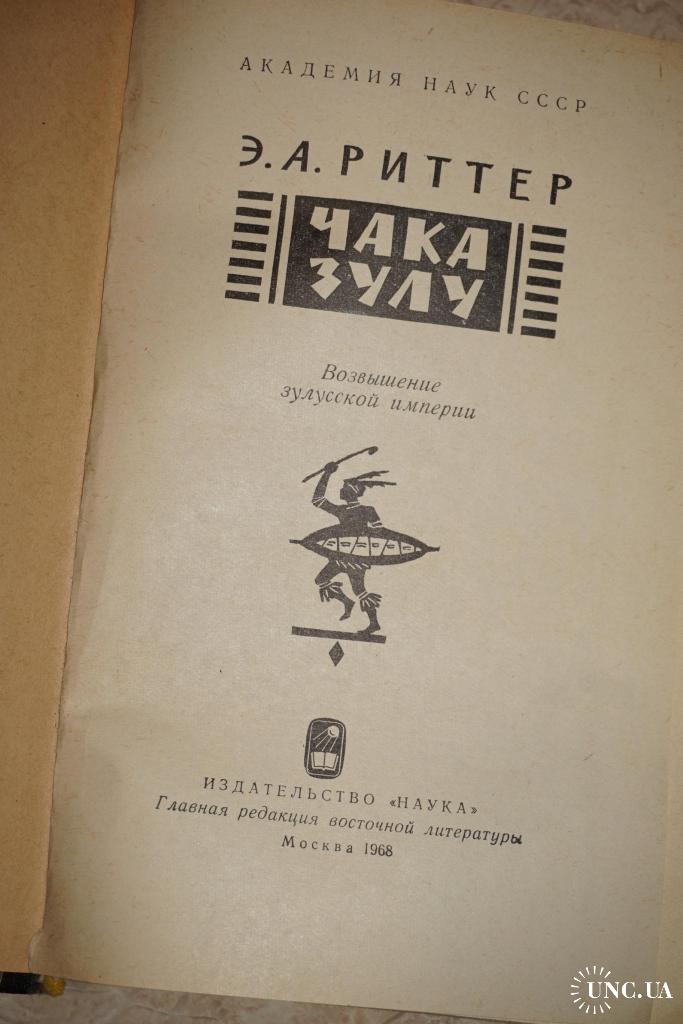 АКАДЕМИЯ НАУК СССР
Э.А.РИТТЕР
ЧАКА
ЗУЛУ
Возвышение
зулусской империи
ИЗДАТЕЛЬСТВО «НАУКА»
Главная редакция восточной литературы
Москва 1968
UNC.UA